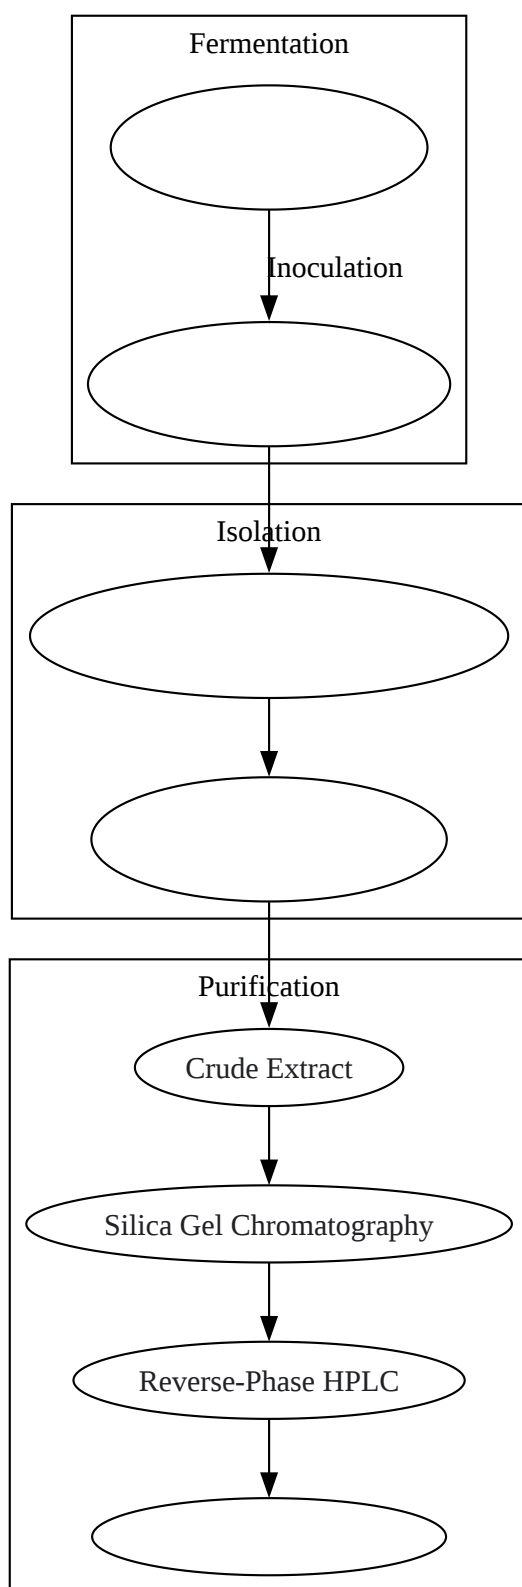 Fermentation
Inoculation
Isolation
Purification
Crude Extract
Silica Gel Chromatography
Reverse-Phase HPLC